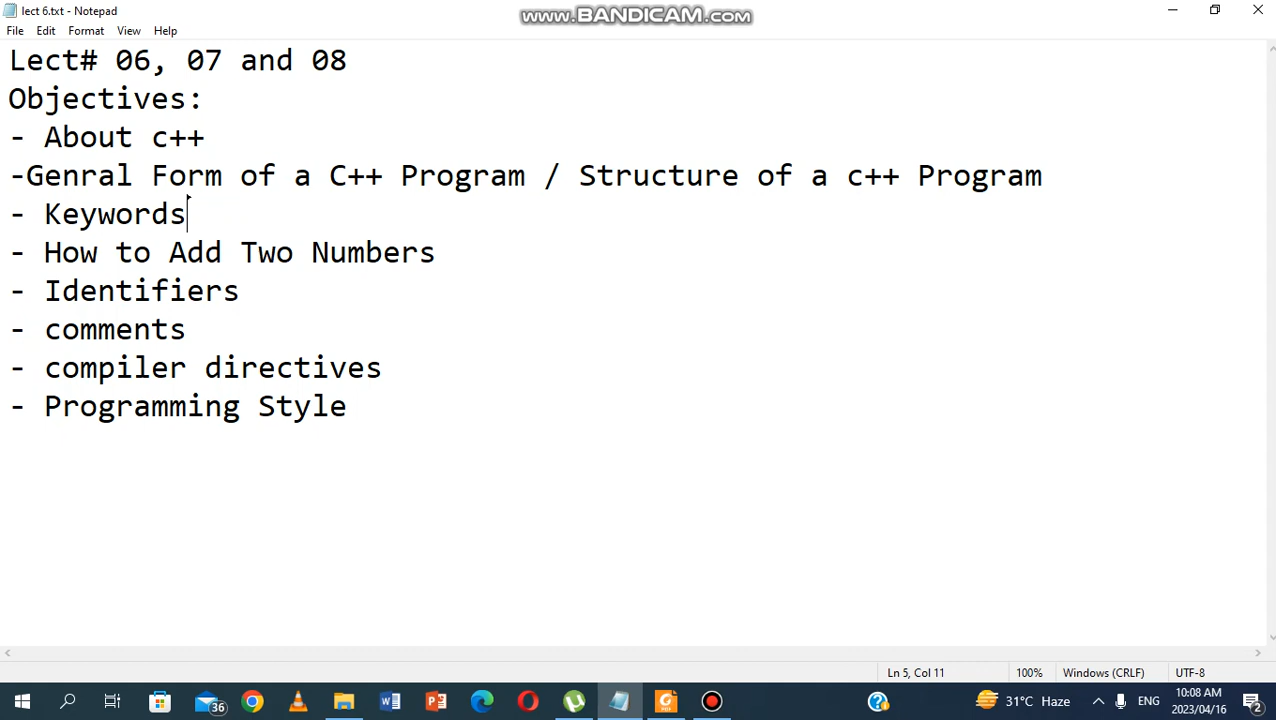 lect 6.txt - Notepad
www.BANDICAM.com
File Edit Format View Help
Lect# 06, 07 and 08
Objectives:
- About c++
-Genral Form of a C++ Program / Structure of a c++ Program
- Keywords
- How to Add Two Numbers
- Identifiers
- comments
- compiler directives
- Programming Style
Ln 5, Col 11 100% Windows (CRLF) UTF-8
36 31°C Haze ENG 10:08 AM 2
2023/04/16